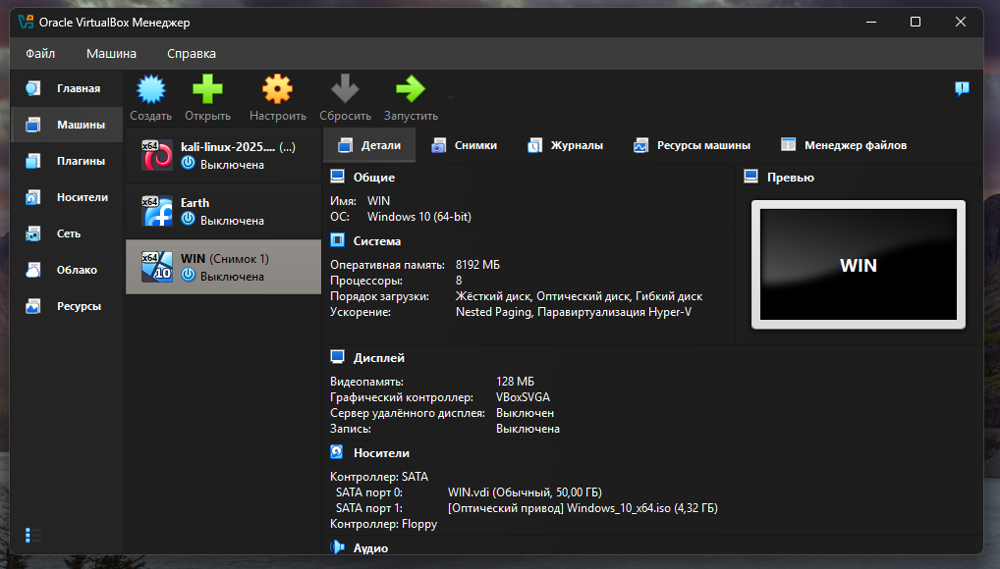 Oracle VirtualBox Менеджер
Файл Машина Справка
Главная
Машины
Плагины
Носители
Сеть
Облако
Ресурсы
Создать Открыть Настроить Сбросить Запустить
x64 kali-linux-2025.... (...)
Выключена
x64 Earth
Выключена
x64 10 WIN (Снимок 1)
Выключена
Детали Снимки Журналы Ресурсы машины Менеджер файлов
Общие
Имя: WIN
ОС: Windows 10 (64-bit)
Система
Оперативная память: 8192 МБ
Процессоры: 8
Порядок загрузки: Жёсткий диск, Оптический диск, Гибкий диск
Ускорение: Nested Paging, Паравиртуализация Hyper-V
Превью
WIN
Дисплей
Видеопамять: 128 МБ
Графический контроллер: VBoxSVGA
Сервер удалённого дисплея: Выключен
Запись: Выключена
Носители
Контроллер: SATA
SATA порт 0: WIN.vdi (Обычный, 50,00 ГБ)
SATA порт 1: [Оптический привод] Windows_10_x64.iso (4,32 ГБ)
Контроллер: Floppy
Аудио